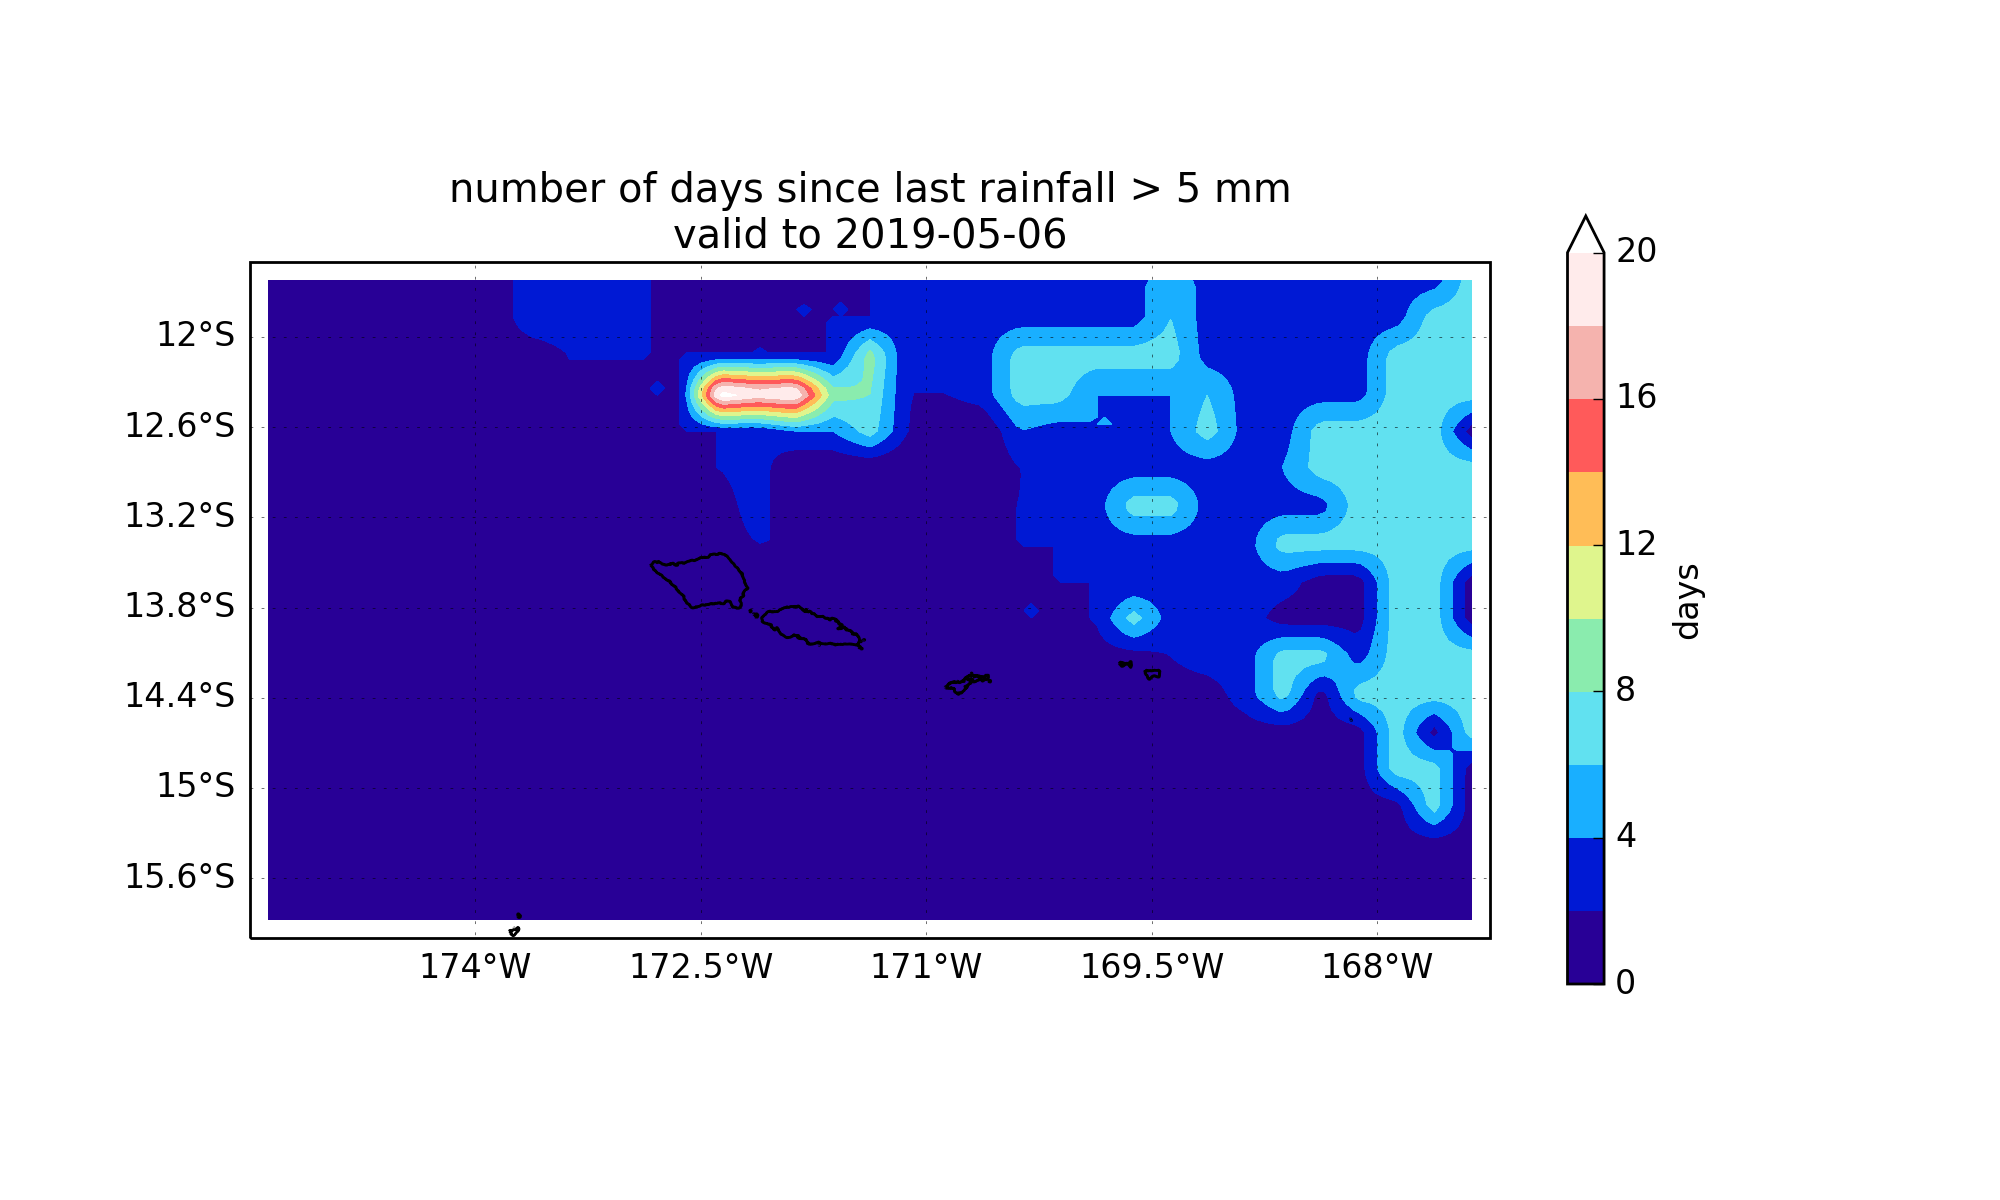 number of days since last rainfall > 5 mm
valid to 2019-05-06
12°S
12.6°S
13.2°S
13.8°S
14.4°S
15°S
15.6°S
174°W
172.5°W
171°W
169.5°W
168°W
20
16
12
8
4
0
days